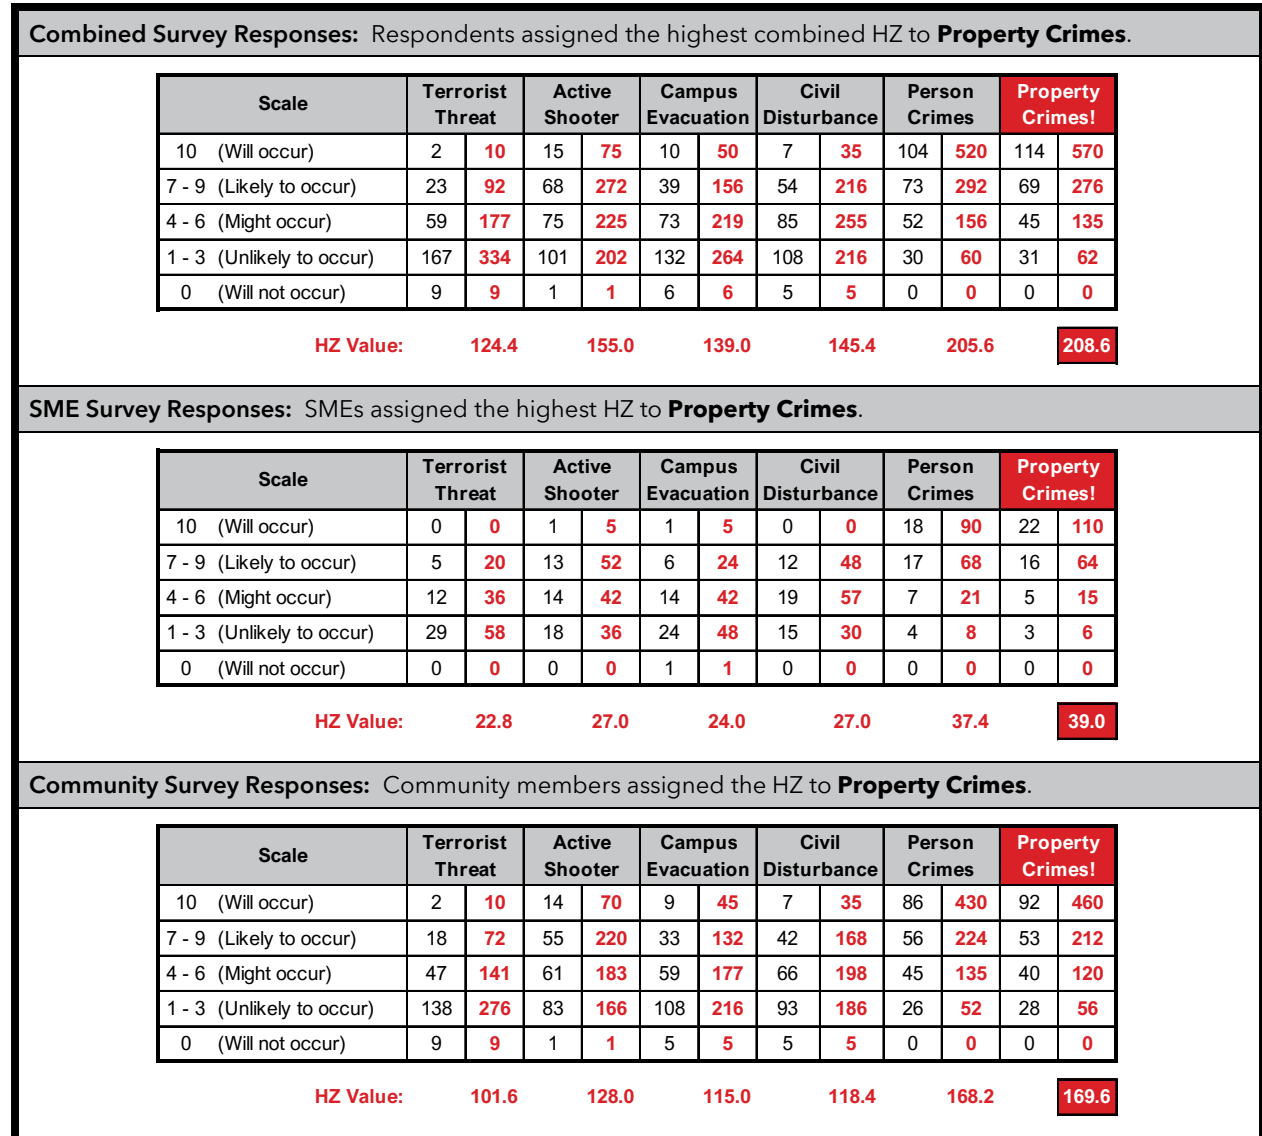 Combined Survey Responses: Respondents assigned the highest combined HZ to Property Crimes.
Scale Terrorist Threat Active Shooter Campus Evacuation Civil Disturbance Person Crimes Property Crimes!
10 (Will occur) 2 10 15 75 10 50 7 35 104 520 114 570
7 - 9 (Likely to occur) 23 92 68 272 39 156 54 216 73 292 69 276
4 - 6 (Might occur) 59 177 75 225 73 219 85 255 52 156 45 135
1 - 3 (Unlikely to occur) 167 334 101 202 132 264 108 216 30 60 31 62
0 (Will not occur) 9 9 1 1 6 6 5 5 0 0 0 0
HZ Value: 124.4 155.0 139.0 145.4 205.6 208.6
SME Survey Responses: SMEs assigned the highest HZ to Property Crimes.
Scale Terrorist Threat Active Shooter Campus Evacuation Civil Disturbance Person Crimes Property Crimes!
10 (Will occur) 0 0 1 5 1 5 0 0 18 90 22 110
7 - 9 (Likely to occur) 5 20 13 52 6 24 12 48 17 68 16 64
4 - 6 (Might occur) 12 36 14 42 14 42 19 57 7 21 5 15
1 - 3 (Unlikely to occur) 29 58 18 36 24 48 15 30 4 8 3 6
0 (Will not occur) 0 0 0 0 1 1 0 0 0 0 0 0
HZ Value: 22.8 27.0 24.0 27.0 37.4 39.0
Community Survey Responses: Community members assigned the HZ to Property Crimes.
Scale Terrorist Threat Active Shooter Campus Evacuation Civil Disturbance Person Crimes Property Crimes!
10 (Will occur) 2 10 14 70 9 45 7 35 86 430 92 460
7 - 9 (Likely to occur) 18 72 55 220 33 132 42 168 56 224 53 212
4 - 6 (Might occur) 47 141 61 183 59 177 66 198 45 135 40 120
1 - 3 (Unlikely to occur) 138 276 83 166 108 216 93 186 26 52 28 56
0 (Will not occur) 9 9 1 1 5 5 5 5 0 0 0 0
HZ Value: 101.6 128.0 115.0 118.4 168.2 169.6